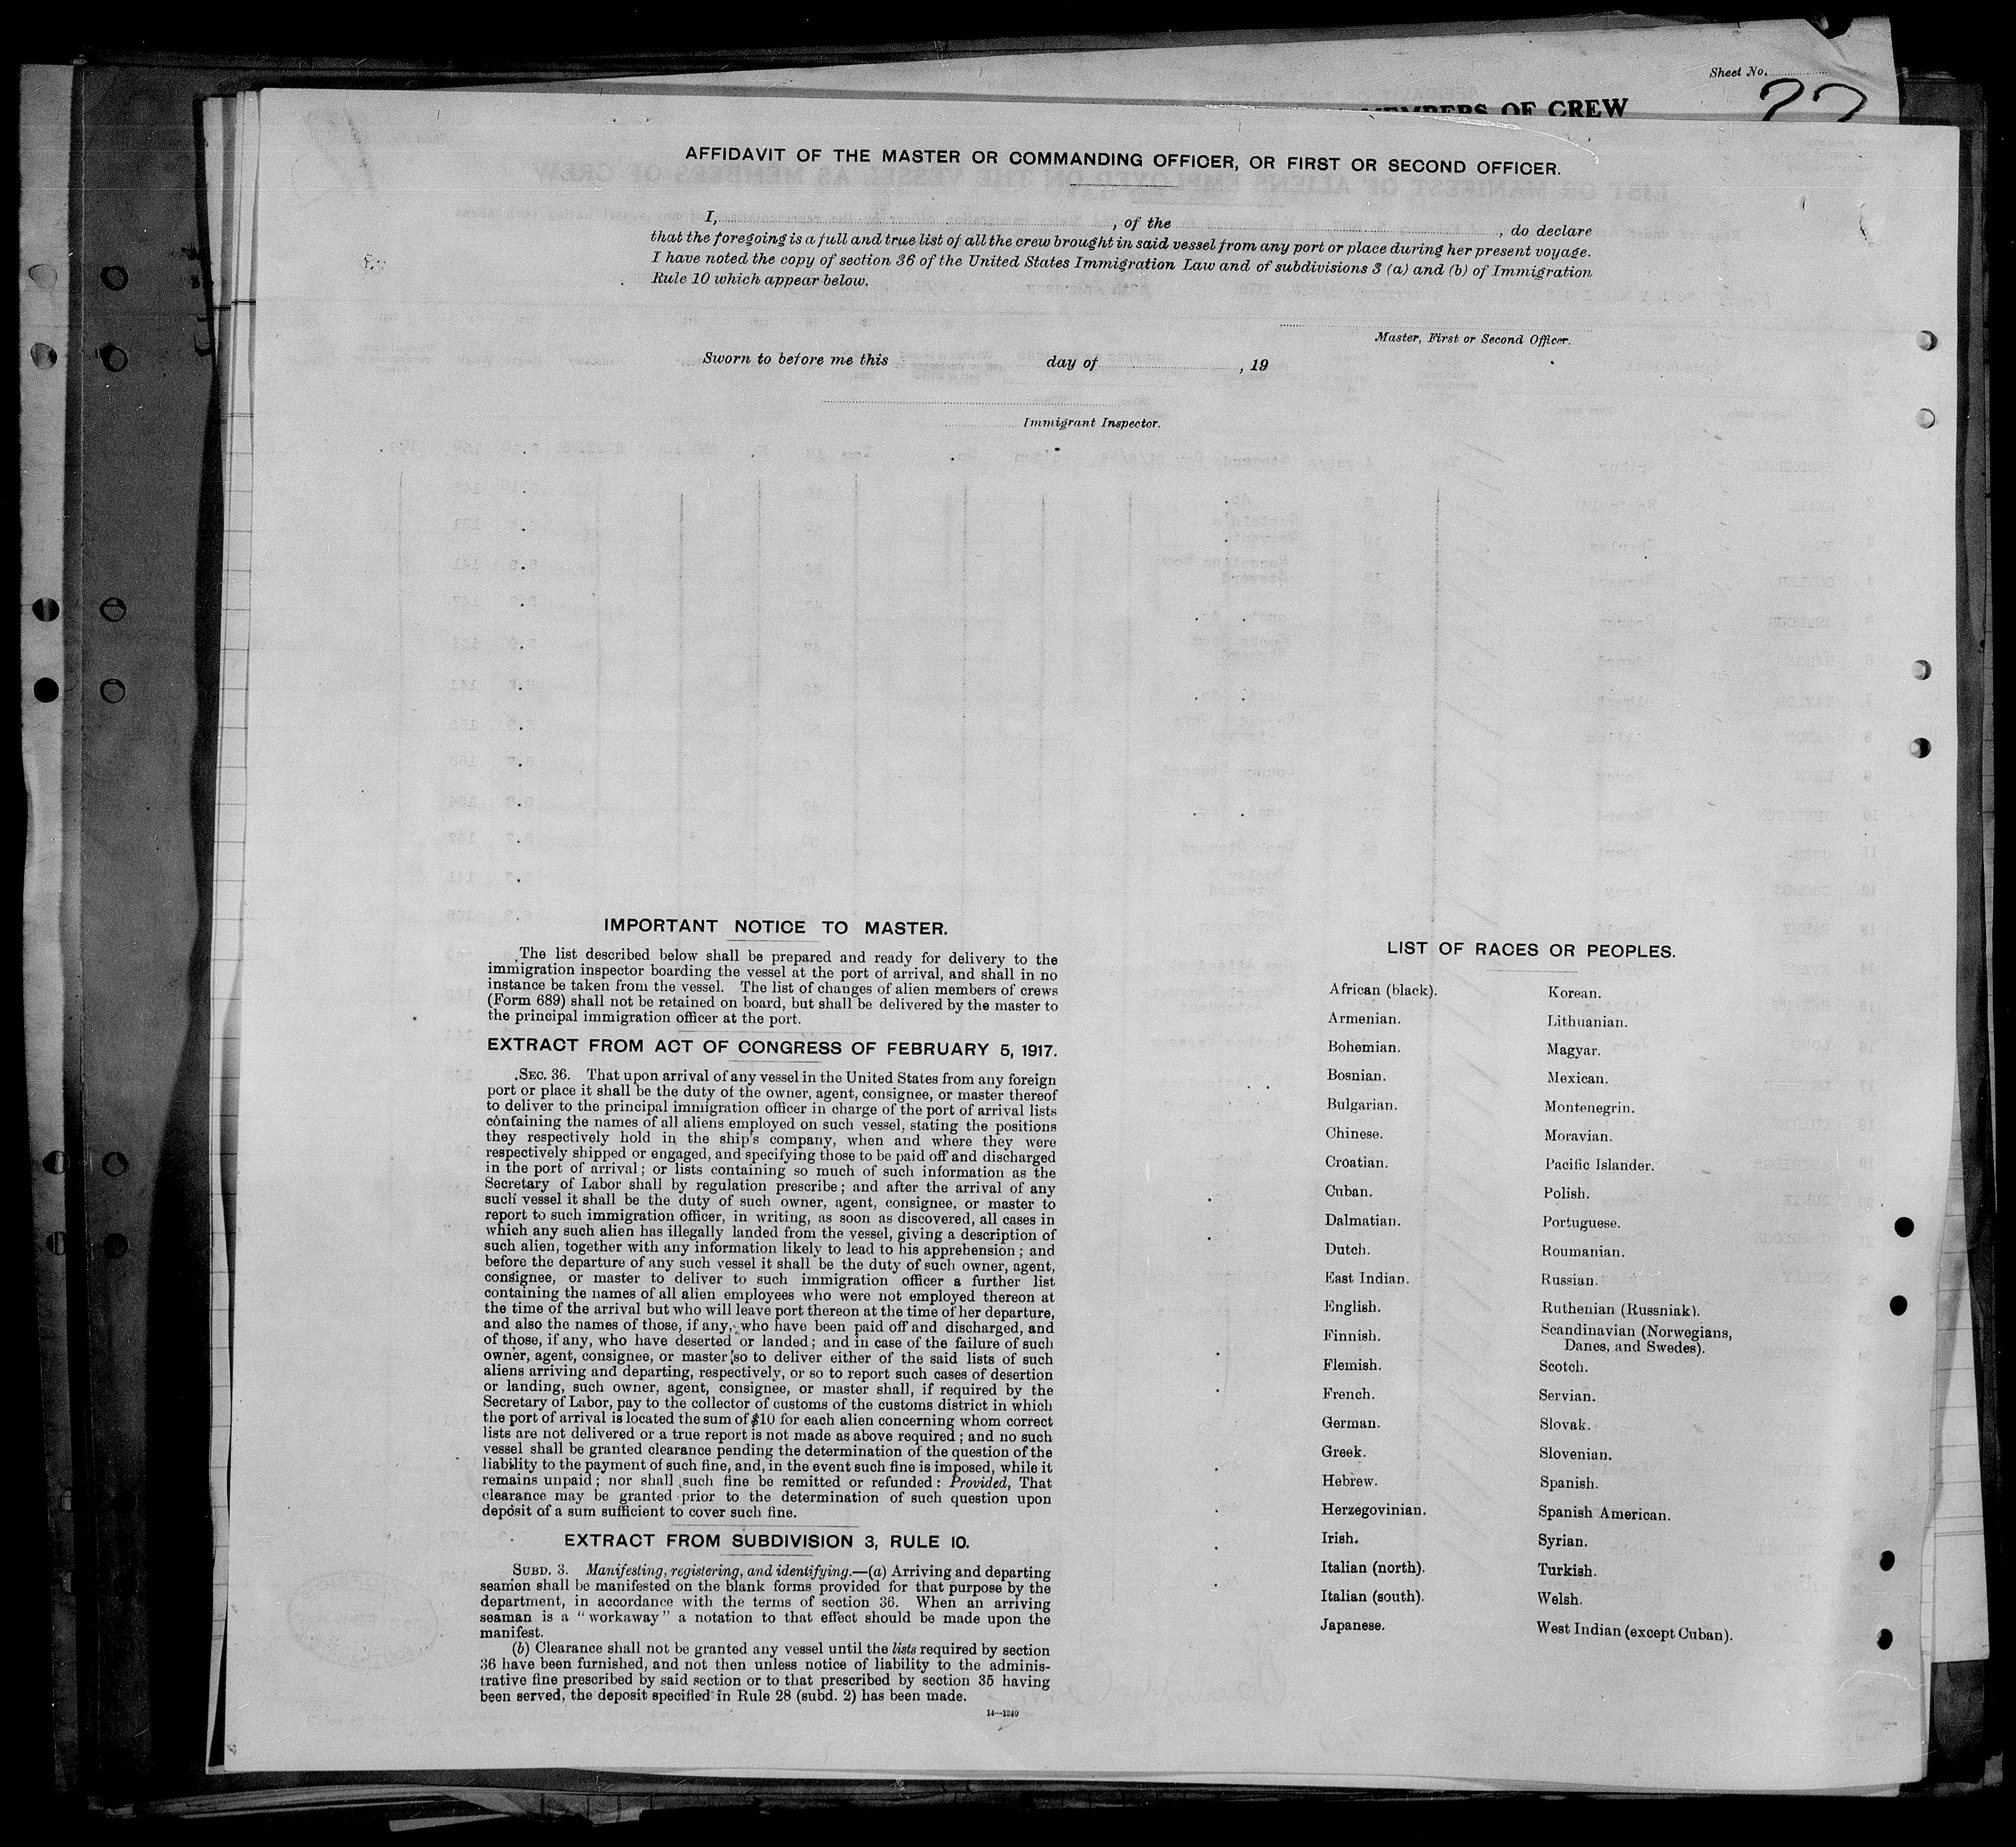 Sheet No.
MEMBERS OF CREW
22
AFFIDAVIT OF THE MASTER OR COMMANDING OFFICER, OR FIRST OR SECOND OFFICER.
I, , of the , do declare
that the foregoing is a full and true list of all the crew brought in said vessel from any port or place during her present voyage.
I have noted the copy of section 36 of the United States Immigration Law and of subdivisions 3 (a) and (b) of Immigration
Rule 10 which appear below.
Master, First or Second Officer.
Sworn to before me this day of , 19
Immigrant Inspector.
IMPORTANT NOTICE TO MASTER.
The list described below shall be prepared and ready for delivery to the
immigration inspector boarding the vessel at the port of arrival, and shall in no
instance be taken from the vessel. The list of changes of alien members of crews
(Form 689) shall not be retained on board, but shall be delivered by the master to
the principal immigration officer at the port.
EXTRACT FROM ACT OF CONGRESS OF FEBRUARY 5, 1917.
SEC. 36. That upon arrival of any vessel in the United States from any foreign
port or place it shall be the duty of the owner, agent, consignee, or master thereof
to deliver to the principal immigration officer in charge of the port of arrival lists
containing the names of all aliens employed on such vessel, stating the positions
they respectively hold in the ship's company, when and where they were
respectively shipped or engaged, and specifying those to be paid off and discharged
in the port of arrival; or lists containing so much of such information as the
Secretary of Labor shall by regulation prescribe; and after the arrival of any
such vessel it shall be the duty of such owner, agent, consignee, or master to
report to such immigration officer, in writing, as soon as discovered, all cases in
which any such alien has illegally landed from the vessel, giving a description of
such alien, together with any information likely to lead to his apprehension; and
before the departure of any such vessel it shall be the duty of such owner, agent,
consignee, or master to deliver to such immigration officer a further list
containing the names of all alien employees who were not employed thereon at
the time of the arrival but who will leave port thereon at the time of her departure,
and also the names of those, if any, who have been paid off and discharged, and
of those, if any, who have deserted or landed; and in case of the failure of such
owner, agent, consignee, or master so to deliver either of the said lists of such
aliens arriving and departing, respectively, or so to report such cases of desertion
or landing, such owner, agent, consignee, or master shall, if required by the
Secretary of Labor, pay to the collector of customs of the customs district in which
the port of arrival is located the sum of $10 for each alien concerning whom correct
lists are not delivered or a true report is not made as above required; and no such
vessel shall be granted clearance pending the determination of the question of the
liability to the payment of such fine, and, in the event such fine is imposed, while it
remains unpaid; nor shall such fine be remitted or refunded: Provided, That
clearance may be granted prior to the determination of such question upon
deposit of a sum sufficient to cover such fine.
EXTRACT FROM SUBDIVISION 3, RULE 10.
SUBD. 3. Manifesting, registering, and identifying.—(a) Arriving and departing
seamen shall be manifested on the blank forms provided for that purpose by the
department, in accordance with the terms of section 36. When an arriving
seaman is a "workaway" a notation to that effect should be made upon the
manifest.
(b) Clearance shall not be granted any vessel until the lists required by section
36 have been furnished, and not then unless notice of liability to the adminis-
trative fine prescribed by said section or to that prescribed by section 35 having
been served, the deposit specified in Rule 28 (subd. 2) has been made.
14—1240
LIST OF RACES OR PEOPLES.
African (black).
Armenian.
Bohemian.
Bosnian.
Bulgarian.
Chinese.
Croatian.
Cuban.
Dalmatian.
Dutch.
East Indian.
English.
Finnish.
Flemish.
French.
German.
Greek.
Hebrew.
Herzegovinian.
Irish.
Italian (north).
Italian (south).
Japanese.
Korean.
Lithuanian.
Magyar.
Mexican.
Montenegrin.
Moravian.
Pacific Islander.
Polish.
Portuguese.
Roumanian.
Russian.
Ruthenian (Russniak).
Scandinavian (Norwegians,
Danes, and Swedes).
Scotch.
Servian.
Slovak.
Slovenian.
Spanish.
Spanish American.
Syrian.
Turkish.
Welsh.
West Indian (except Cuban).